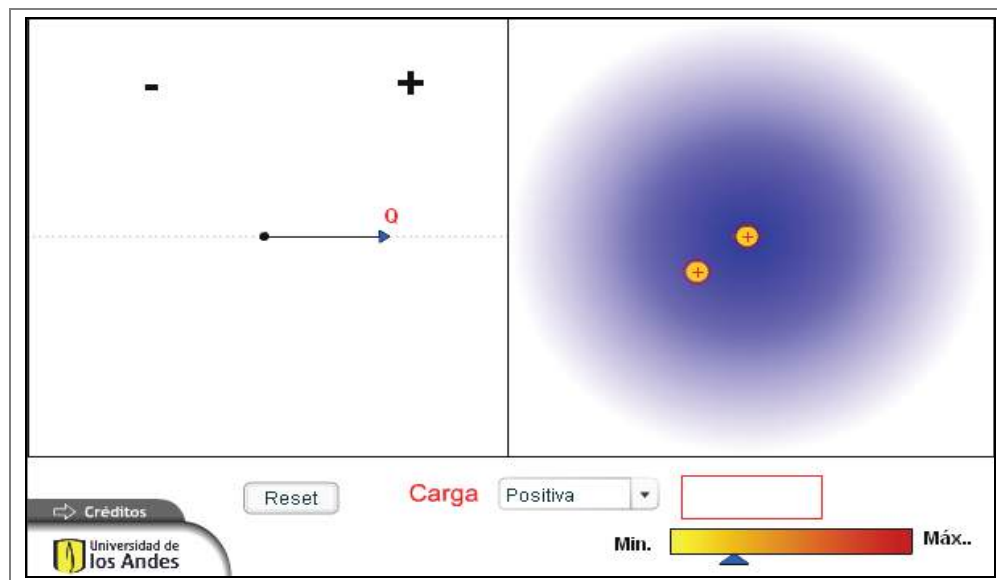 - +
Q
+
+
Reset Carga Positiva
Créditos
Universidad de
los Andes
Min. Máx..